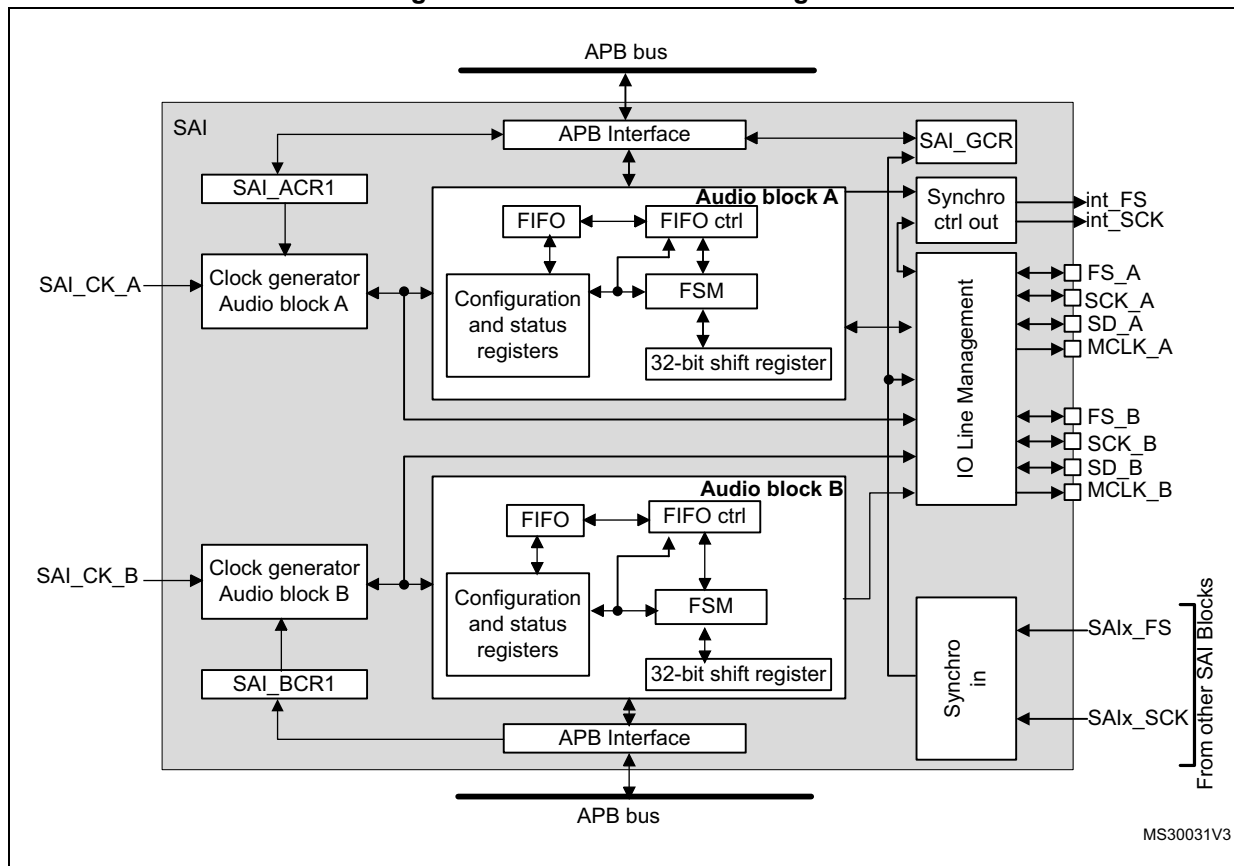 APB bus
SAI
APB Interface
SAI_GCR
SAI_ACR1
Audio block A
Synchro
ctrl out
int_FS
int_SCK
FIFO
FIFO ctrl
SAI_CK_A
Clock generator
Audio block A
Configuration
and status
registers
FSM
32-bit shift register
IO Line Management
FS_A
SCK_A
SD_A
MCLK_A
FS_B
SCK_B
SD_B
MCLK_B
Audio block B
FIFO
FIFO ctrl
SAI_CK_B
Clock generator
Audio block B
Configuration
and status
registers
FSM
32-bit shift register
SAI_BCR1
APB Interface
Synchro
in
SAIx_FS
SAIx_SCK
From other SAI Blocks
APB bus
MS30031V3